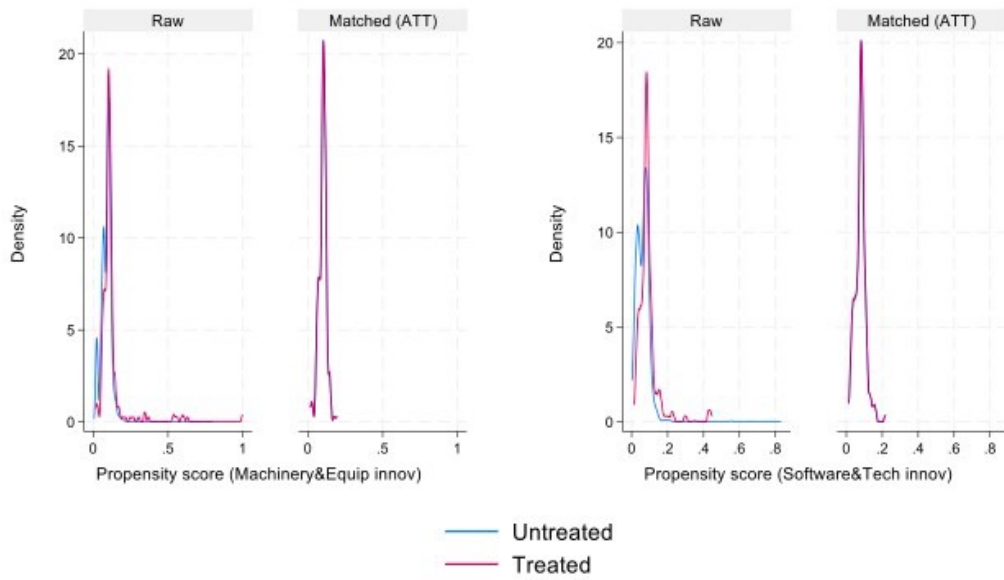 Raw Matched (ATT) Raw Matched (ATT)
20 20
15 15
Density 10 Density 10
5 5
0 0
0 .5 1 0 .5 1 0 .2 .4 .6 .8 0 .2 .4 .6 .8
Propensity score (Machinery&Equip innov) Propensity score (Software&Tech innov)
Untreated
Treated